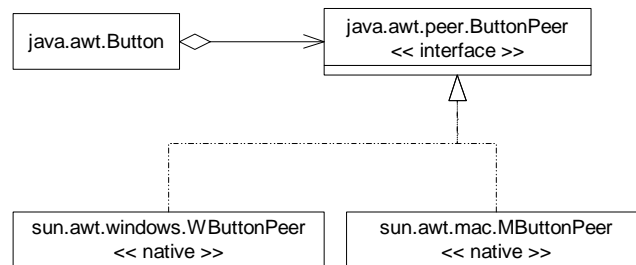 java.awt.Button
java.awt.peer.ButtonPeer
<< interface >>
sun.awt.windows.WButtonPeer
<< native >>
sun.awt.mac.MButtonPeer
<< native >>